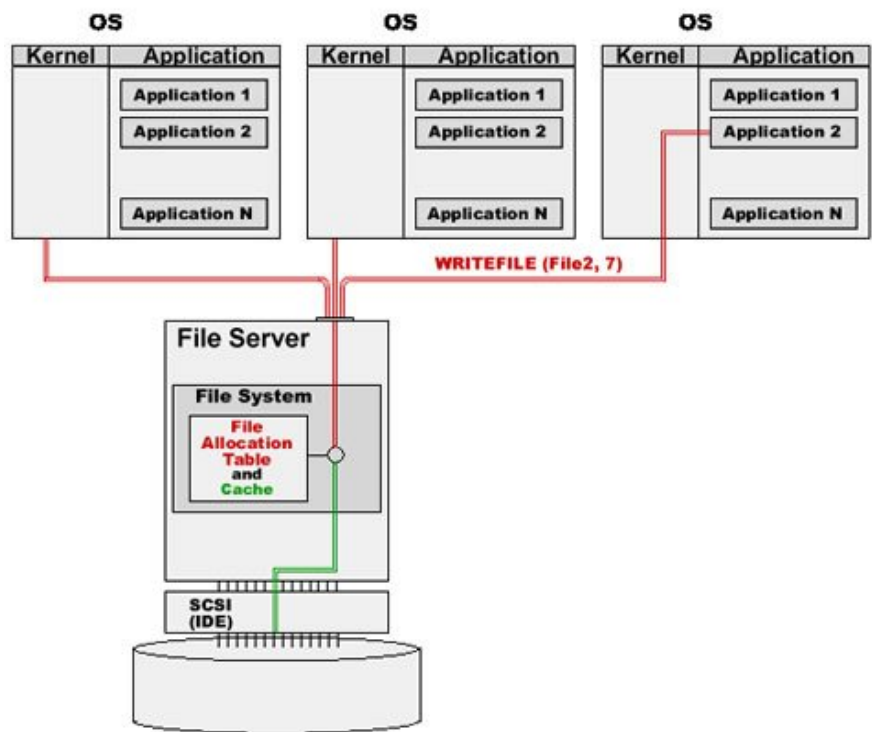 OS OS OS
Kernel Application Kernel Application Kernel Application
Application 1 Application 1 Application 1
Application 2 Application 2 Application 2
Application N Application N Application N
WRITEFILE (File2, 7)
File Server
File System
File
Allocation
Table
and
Cache
SCSI
(IDE)